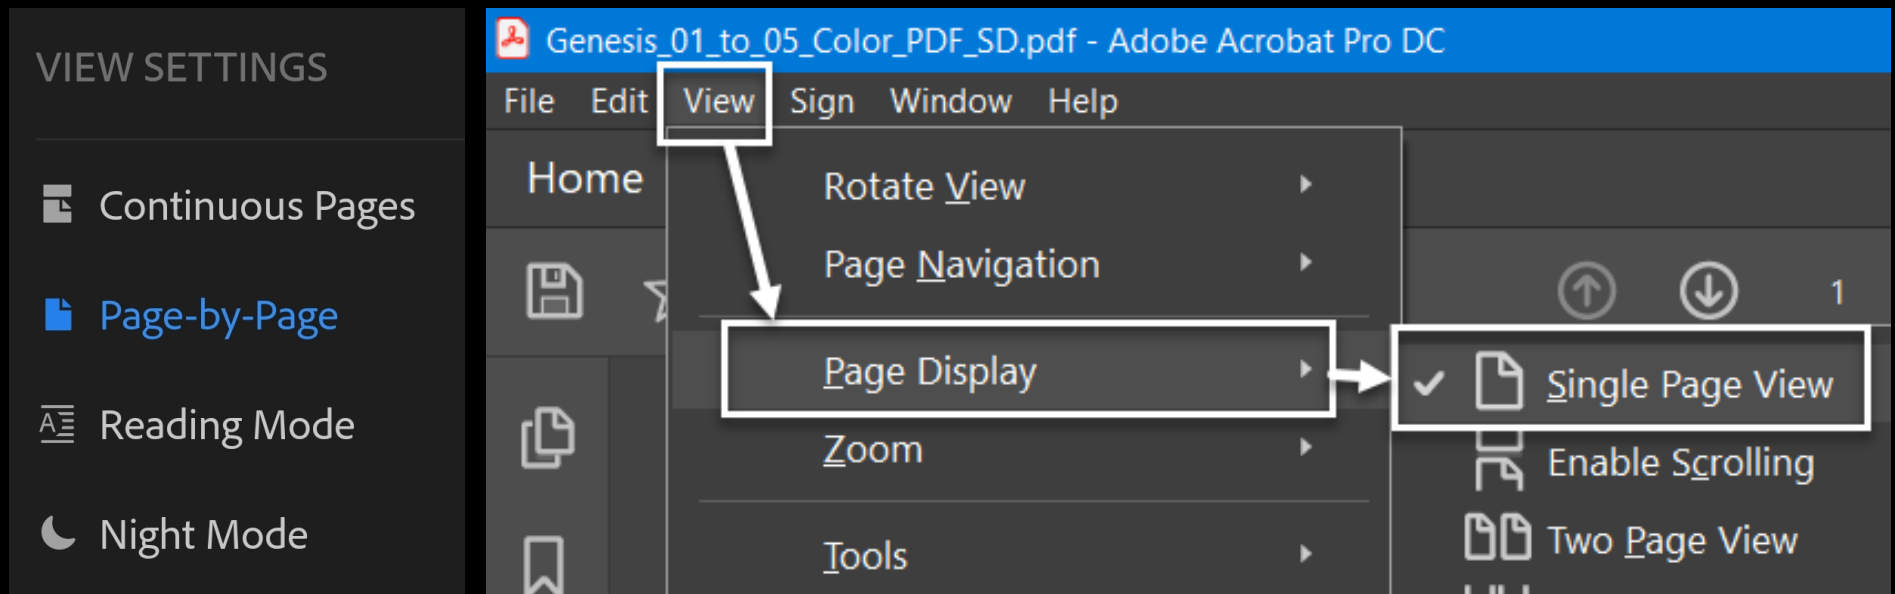 VIEW SETTINGS
Continuous Pages
Page-by-Page
Reading Mode
Night Mode
Genesis_01_to_05_Color_PDF_SD.pdf - Adobe Acrobat Pro DC
File Edit View Sign Window Help
Home
Rotate View
Page Navigation
1
Page Display
Single Page View
Zoom
Enable Scrolling
Two Page View
Tools